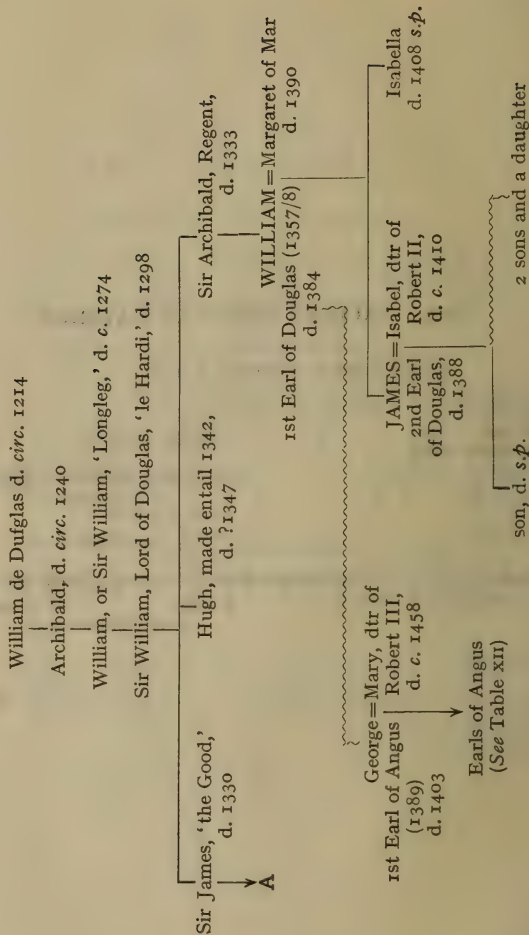 William de Dufglas d. circ. 1214
Archibald, d. circ. 1240
William, or Sir William, ‘Longleg,’ d. c. 1274
Sir William, Lord of Douglas, ‘le Hardi,’ d. 1298
Sir James, ‘the Good,’
d. 1330
A
Hugh, made entail 1342,
d. ?1347
Sir Archibald, Regent,
d. 1333
WILLIAM=Margaret of Mar
1st Earl of Douglas (1357/8) d. 1390
d. 1384
George=Mary, dtr of
1st Earl of Angus Robert III,
(1389) d. c. 1458
d. 1403
Earls of Angus
(See Table XII)
JAMES=Isabel, dtr of
2nd Earl Robert II,
of Douglas, d. c. 1410
d. 1388
Isabella
d. 1408 s.p.
son, d. s.p.
2 sons and a daughter